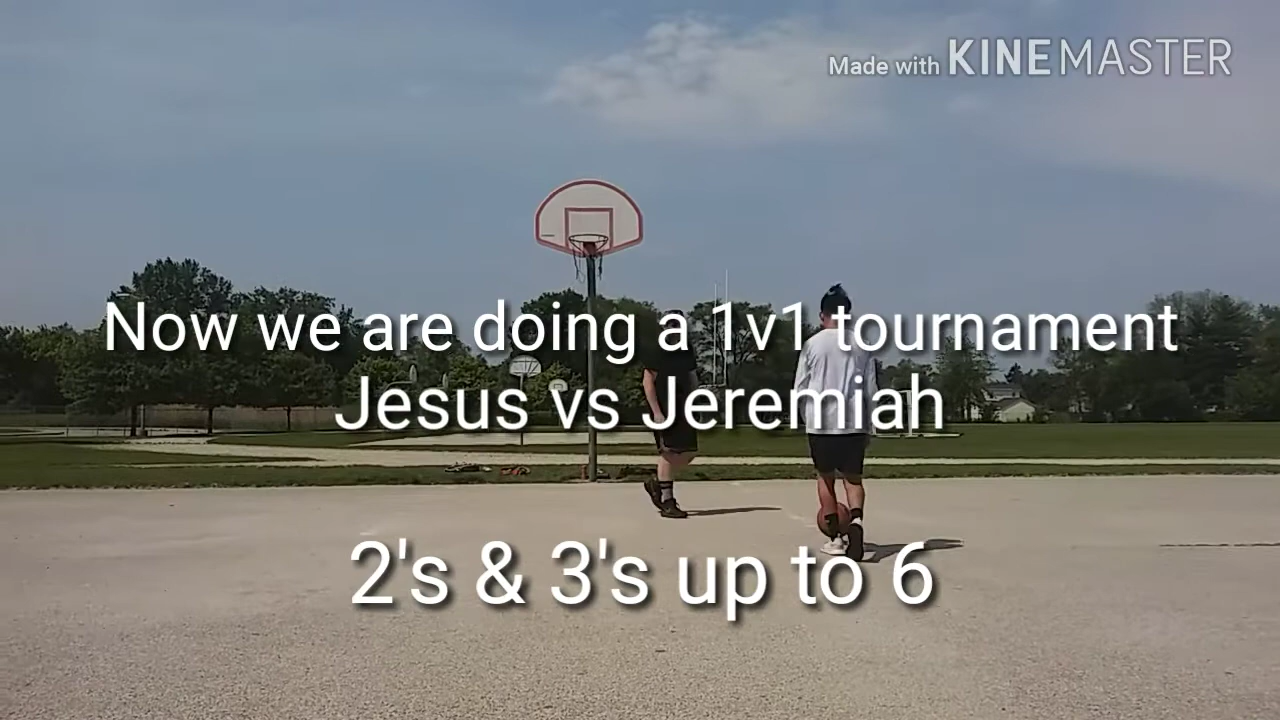 Made with KINEMASTER
Now we are doing a 1v1 tournament
Jesus vs Jeremiah
2's & 3's up to 6